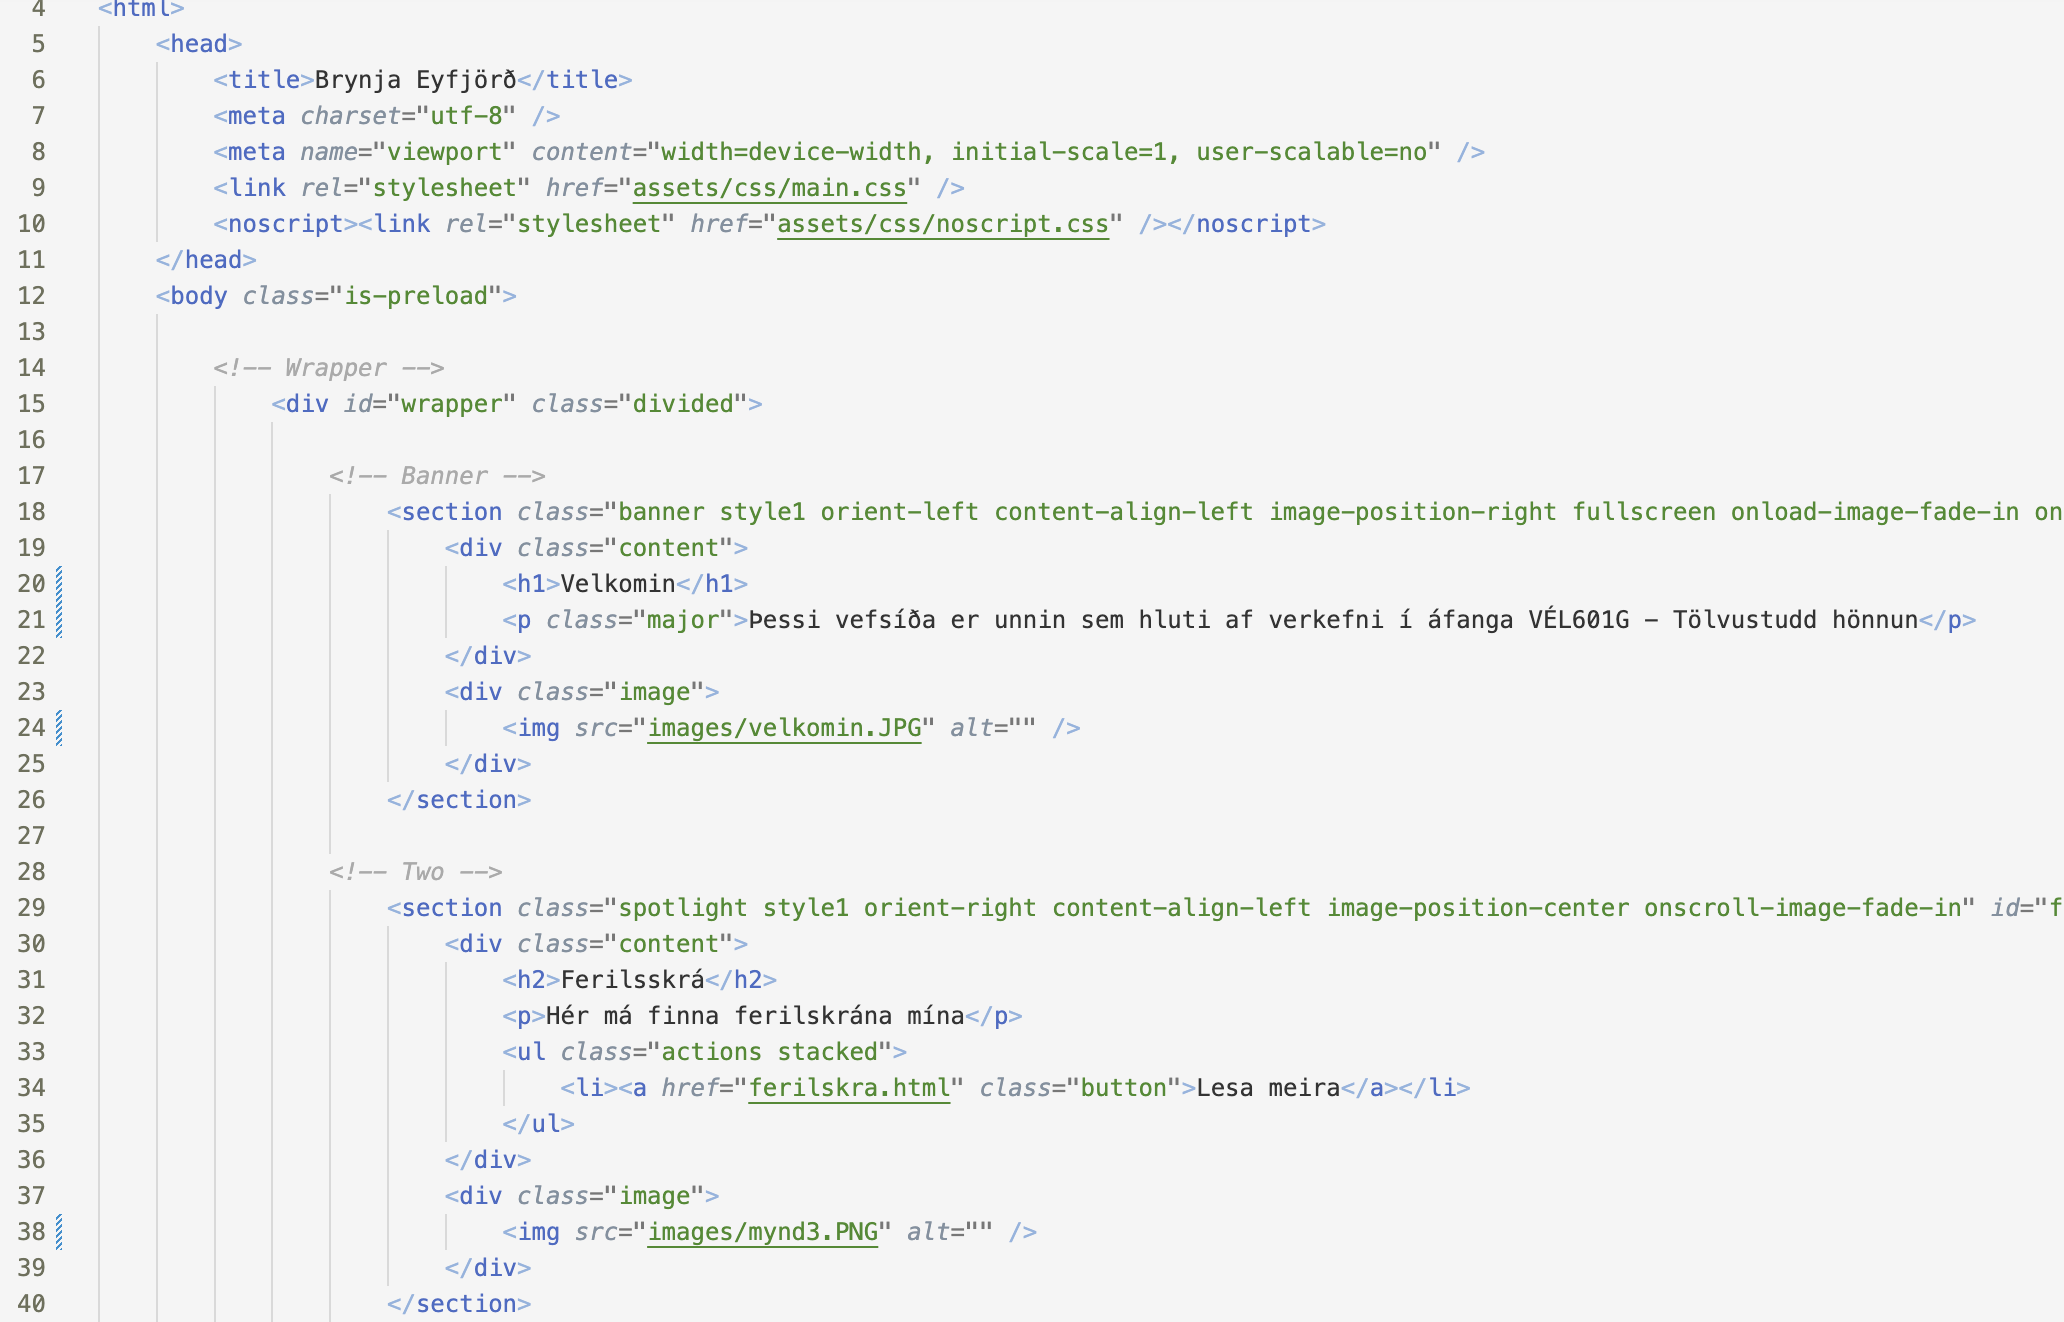 4 <html>
5 <head>
6 <title>Brynja Eyfjörð</title>
7 <meta charset="utf-8" />
8 <meta name="viewport" content="width=device-width, initial-scale=1, user-scalable=no" />
9 <link rel="stylesheet" href="assets/css/main.css" />
10 <noscript><link rel="stylesheet" href="assets/css/noscript.css" /></noscript>
11 </head>
12 <body class="is-preload">
13
14 <!-- Wrapper -->
15 <div id="wrapper" class="divided">
16
17 <!-- Banner -->
18 <section class="banner style1 orient-left content-align-left image-position-right fullscreen onload-image-fade-in on
19 <div class="content">
20 <h1>Velkomin</h1>
21 <p class="major">Þessi vefsíða er unnin sem hluti af verkefni í áfanga VÉL601G – Tölvustudd hönnun</p>
22 </div>
23 <div class="image">
24 <img src="images/velkomin.JPG" alt="" />
25 </div>
26 </section>
27
28 <!-- Two -->
29 <section class="spotlight style1 orient-right content-align-left image-position-center onscroll-image-fade-in" id="f
30 <div class="content">
31 <h2>Ferilsskrá</h2>
32 <p>Hér má finna ferilskrána mína</p>
33 <ul class="actions stacked">
34 <li><a href="ferilskra.html" class="button">Lesa meira</a></li>
35 </ul>
36 </div>
37 <div class="image">
38 <img src="images/mynd3.PNG" alt="" />
39 </div>
40 </section>